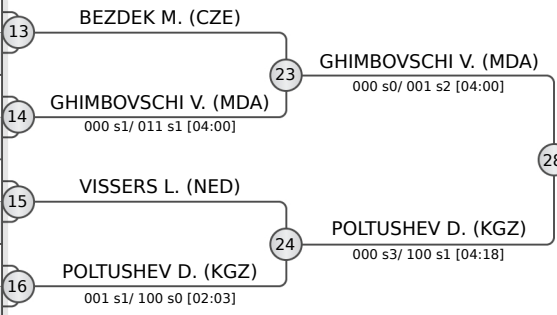 BEZDEK M. (CZE)
13
GHIMBOVSCHI V. (MDA)
23
000 s0/ 001 s2 [04:00]
GHIMBOVSCHI V. (MDA)
14
000 s1/ 011 s1 [04:00]
28
VISSERS L. (NED)
15
POLTUSHEV D. (KGZ)
24
000 s3/ 100 s1 [04:18]
POLTUSHEV D. (KGZ)
16
001 s1/ 100 s0 [02:03]